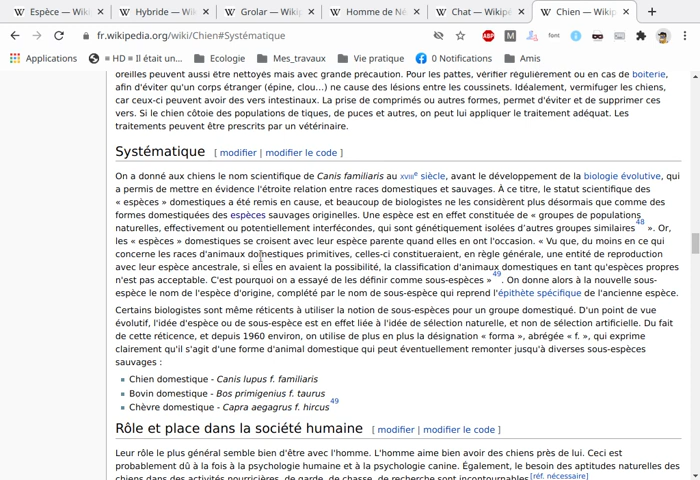 Espèce — Wiki
Hybride — Wiki
Grolar — Wikip
Homme de Né
Chat — Wikipé
Chien — Wikip
fr.wikipedia.org/wiki/Chien#Systématique
ABP
M
font
Applications
= HD = Il était un...
Ecologie
Mes_travaux
Vie pratique
0 Notifications
Amis
oreilles peuvent aussi être nettoyés mais avec grande précaution. Pour les pattes, vérifier régulièrement ou en cas de boiterie,
afin d'éviter qu'un corps étranger (épine, clou...) ne cause des lésions entre les coussinets. Idéalement, vermifuger les chiens,
car ceux-ci peuvent avoir des vers intestinaux. La prise de comprimés ou autres formes, permet d'éviter et de supprimer ces
vers. Si le chien côtoie des populations de tiques, de puces et autres, on peut lui appliquer le traitement adéquat. Les
traitements peuvent être prescrits par un vétérinaire.
Systématique [ modifier | modifier le code ]
On a donné aux chiens le nom scientifique de Canis familiaris au XVIIIe siècle, avant le développement de la biologie évolutive, qui
a permis de mettre en évidence l'étroite relation entre races domestiques et sauvages. À ce titre, le statut scientifique des
« espèces » domestiques a été remis en cause, et beaucoup de biologistes ne les considèrent plus désormais que comme des
formes domestiquées des espèces sauvages originelles. Une espèce est en effet constituée de « groupes de populations
naturelles, effectivement ou potentiellement interfécondes, qui sont génétiquement isolées d’autres groupes similaires 48 ». Or,
les « espèces » domestiques se croisent avec leur espèce parente quand elles en ont l'occasion. « Vu que, du moins en ce qui
concerne les races d'animaux domestiques primitives, celles-ci constitueraient, en règle générale, une entité de reproduction
avec leur espèce ancestrale, si elles en avaient la possibilité, la classification d'animaux domestiques en tant qu'espèces propres
n'est pas acceptable. C'est pourquoi on a essayé de les définir comme sous-espèces » 49. On donne alors à la nouvelle sous-
espèce le nom de l'espèce d'origine, complété par le nom de sous-espèce qui reprend l'épithète spécifique de l'ancienne espèce.
Certains biologistes sont même réticents à utiliser la notion de sous-espèces pour un groupe domestiqué. D'un point de vue
évolutif, l'idée d'espèce ou de sous-espèce est en effet liée à l'idée de sélection naturelle, et non de sélection artificielle. Du fait
de cette réticence, et depuis 1960 environ, on utilise de plus en plus la désignation « forma », abrégée « f. », qui exprime
clairement qu'il s'agit d'une forme d'animal domestique qui peut éventuellement remonter jusqu'à diverses sous-espèces
sauvages :
Chien domestique - Canis lupus f. familiaris
Bovin domestique - Bos primigenius f. taurus
Chèvre domestique - Capra aegagrus f. hircus 49
Rôle et place dans la société humaine [ modifier | modifier le code ]
Leur rôle le plus général semble bien d'être avec l'homme. L'homme aime bien avoir des chiens près de lui. Ceci est
probablement dû à la fois à la psychologie humaine et à la psychologie canine. Également, le besoin des aptitudes naturelles des
chiens dans des activités nourricières, de garde, de chasse, de recherche sont incontournables [réf. nécessaire]